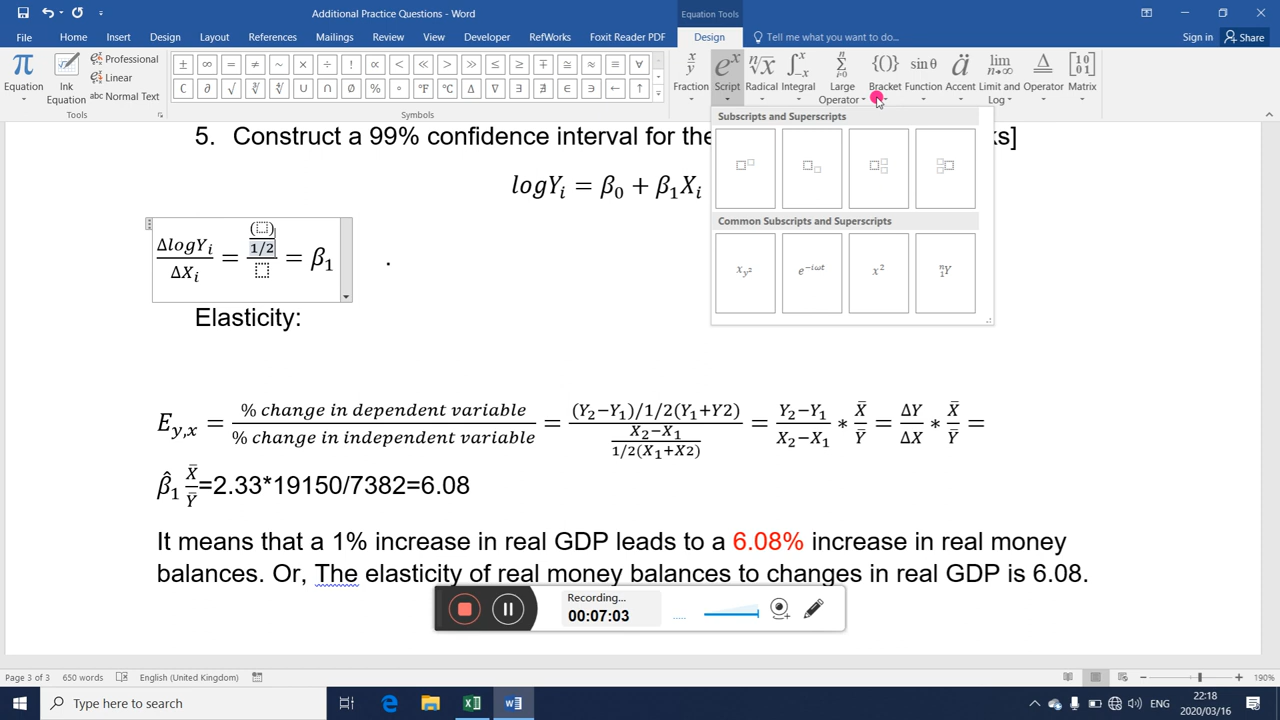 Additional Practice Questions - Word
Equation Tools
File Home Insert Draw Design Layout References Mailings Review View Developer RefWorks Foxit Reader PDF Design Tell me what you want to do... Sign in Share
Equation
Ink Equation
Professional
Linear
abc Normal Text
± ∞ = ≠ ~ × ÷ ! ∝ < ≪ > ≫ ≤ ≥ ∓ ≅ ≈ ≡ ∀
∁ ∂ √ ∛ ∜ ∪ ∩ ∅ % ° ℉ ℃ ∆ ∇ ∃ ∄ ∈ ∋ ← ↑
Fraction Script Radical Integral Large Operator Bracket Function Accent Limit and Log Operator Matrix
Tools Symbols
Subscripts and Superscripts
Common Subscripts and Superscripts
x_{y²} e^{-iωt} x² ⁿ₁Y
5. Construct a 99% confidence interval for the ks]
logYᵢ = β₀ + β₁Xᵢ
ΔlogYᵢ/ΔXᵢ = ()1/2 = β₁ .
Elasticity:
E_{y,x} = % change in dependent variable / % change in independent variable = (Y₂−Y₁)/1/2(Y₁+Y2) / (X₂−X₁ / 1/2(X₁+X2)) = Y₂−Y₁ / X₂−X₁ * X̄/Ȳ = ΔY/ΔX * X̄/Ȳ =
β̂₁ X̄/Ȳ=2.33*19150/7382=6.08
It means that a 1% increase in real GDP leads to a 6.08% increase in real money
balances. Or, The elasticity of real money balances to changes in real GDP is 6.08.
Recording...
00:07:03
Page 3 of 3 650 words English (United Kingdom) 190%
Type here to search
22:18
2020/03/16